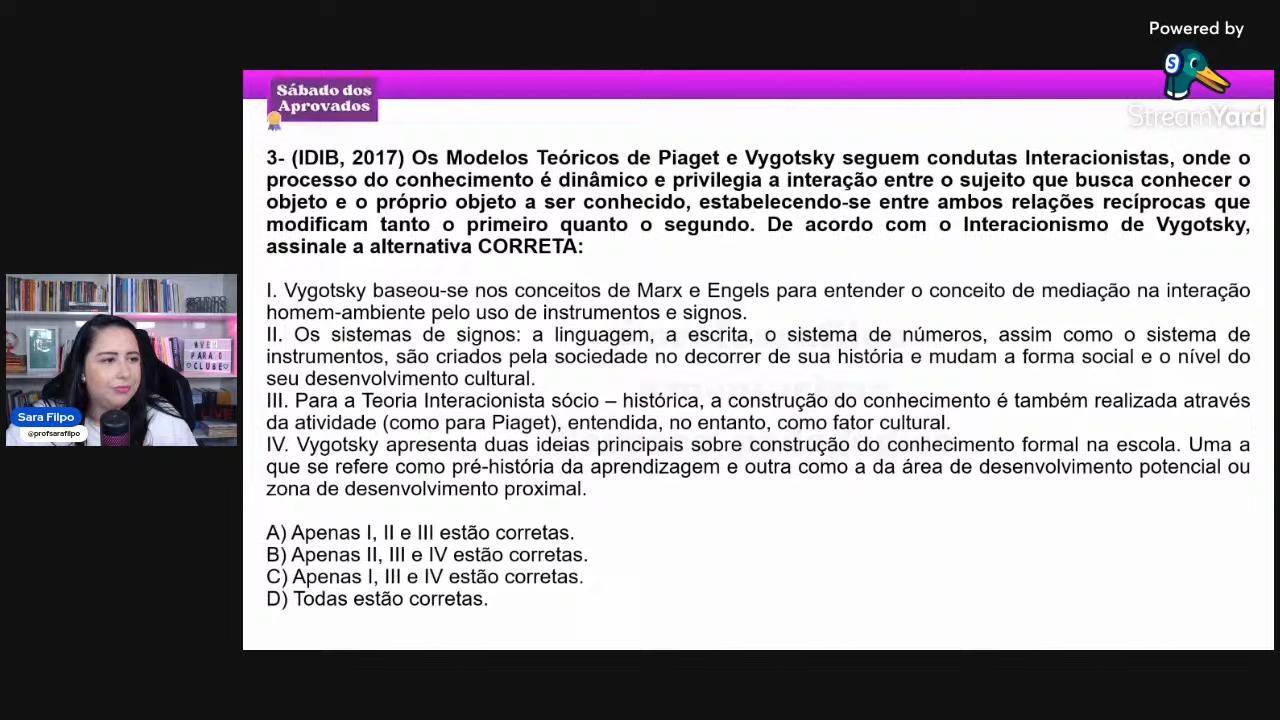 Powered by
StreamYard
Sábado dos
Aprovados
3- (IDIB, 2017) Os Modelos Teóricos de Piaget e Vygotsky seguem condutas Interacionistas, onde o
processo do conhecimento é dinâmico e privilegia a interação entre o sujeito que busca conhecer o
objeto e o próprio objeto a ser conhecido, estabelecendo-se entre ambos relações recíprocas que
modificam tanto o primeiro quanto o segundo. De acordo com o Interacionismo de Vygotsky,
assinale a alternativa CORRETA:
I. Vygotsky baseou-se nos conceitos de Marx e Engels para entender o conceito de mediação na interação
homem-ambiente pelo uso de instrumentos e signos.
II. Os sistemas de signos: a linguagem, a escrita, o sistema de números, assim como o sistema de
instrumentos, são criados pela sociedade no decorrer de sua história e mudam a forma social e o nível do
seu desenvolvimento cultural.
III. Para a Teoria Interacionista sócio – histórica, a construção do conhecimento é também realizada através
da atividade (como para Piaget), entendida, no entanto, como fator cultural.
IV. Vygotsky apresenta duas ideias principais sobre construção do conhecimento formal na escola. Uma a
que se refere como pré-história da aprendizagem e outra como a da área de desenvolvimento potencial ou
zona de desenvolvimento proximal.
A) Apenas I, II e III estão corretas.
B) Apenas II, III e IV estão corretas.
C) Apenas I, III e IV estão corretas.
D) Todas estão corretas.
PARA O
CLUBE
LIVE
Sara Filpo
@profsarafilpo